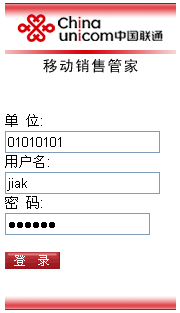 China
unicom中国联通
移动销售管家
单 位:
01010101
用户名:
jiak
密 码:
●●●●●●
登 录